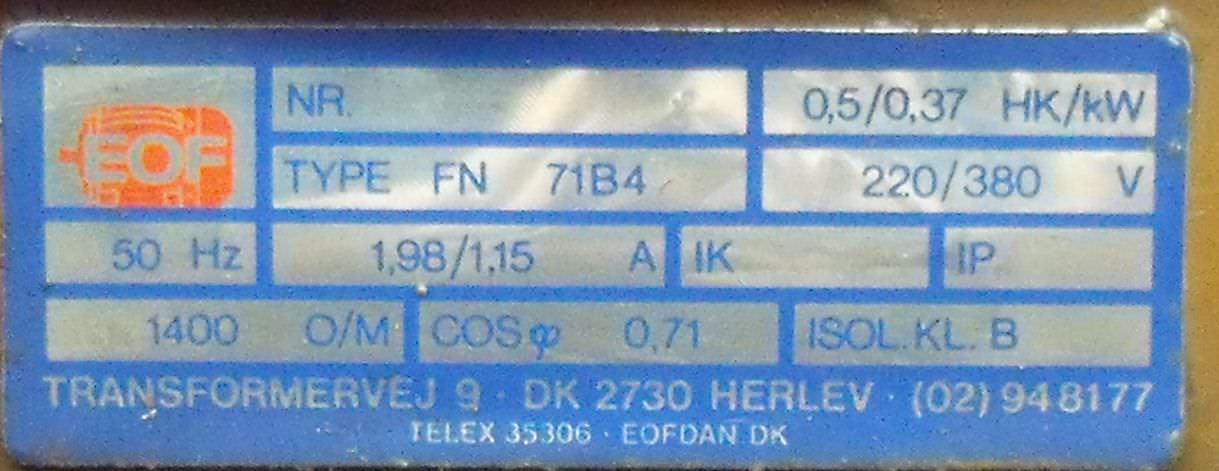 EOF
NR.
0,5/0,37 HK/kW
TYPE FN 71B4
220/380 V
50 Hz
1,98/1,15 A
IK
IP
1400 O/M
COS φ 0,71
ISOL. KL. B
TRANSFORMERVEJ 9 · DK 2730 HERLEV · (02) 94 81 77
TELEX 35306 · EOFDAN DK